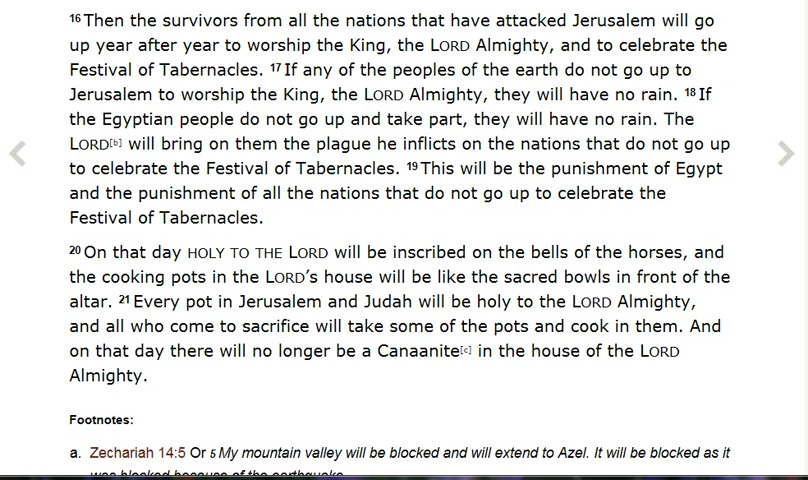 16 Then the survivors from all the nations that have attacked Jerusalem will go
up year after year to worship the King, the LORD Almighty, and to celebrate the
Festival of Tabernacles. 17 If any of the peoples of the earth do not go up to
Jerusalem to worship the King, the LORD Almighty, they will have no rain. 18 If
the Egyptian people do not go up and take part, they will have no rain. The
LORD[b] will bring on them the plague he inflicts on the nations that do not go up
to celebrate the Festival of Tabernacles. 19 This will be the punishment of Egypt
and the punishment of all the nations that do not go up to celebrate the
Festival of Tabernacles.
20 On that day HOLY TO THE LORD will be inscribed on the bells of the horses, and
the cooking pots in the LORD’s house will be like the sacred bowls in front of the
altar. 21 Every pot in Jerusalem and Judah will be holy to the LORD Almighty,
and all who come to sacrifice will take some of the pots and cook in them. And
on that day there will no longer be a Canaanite[c] in the house of the LORD
Almighty.
Footnotes:
a. Zechariah 14:5 Or 5 My mountain valley will be blocked and will extend to Azel. It will be blocked as it
was blocked because of the earthquake